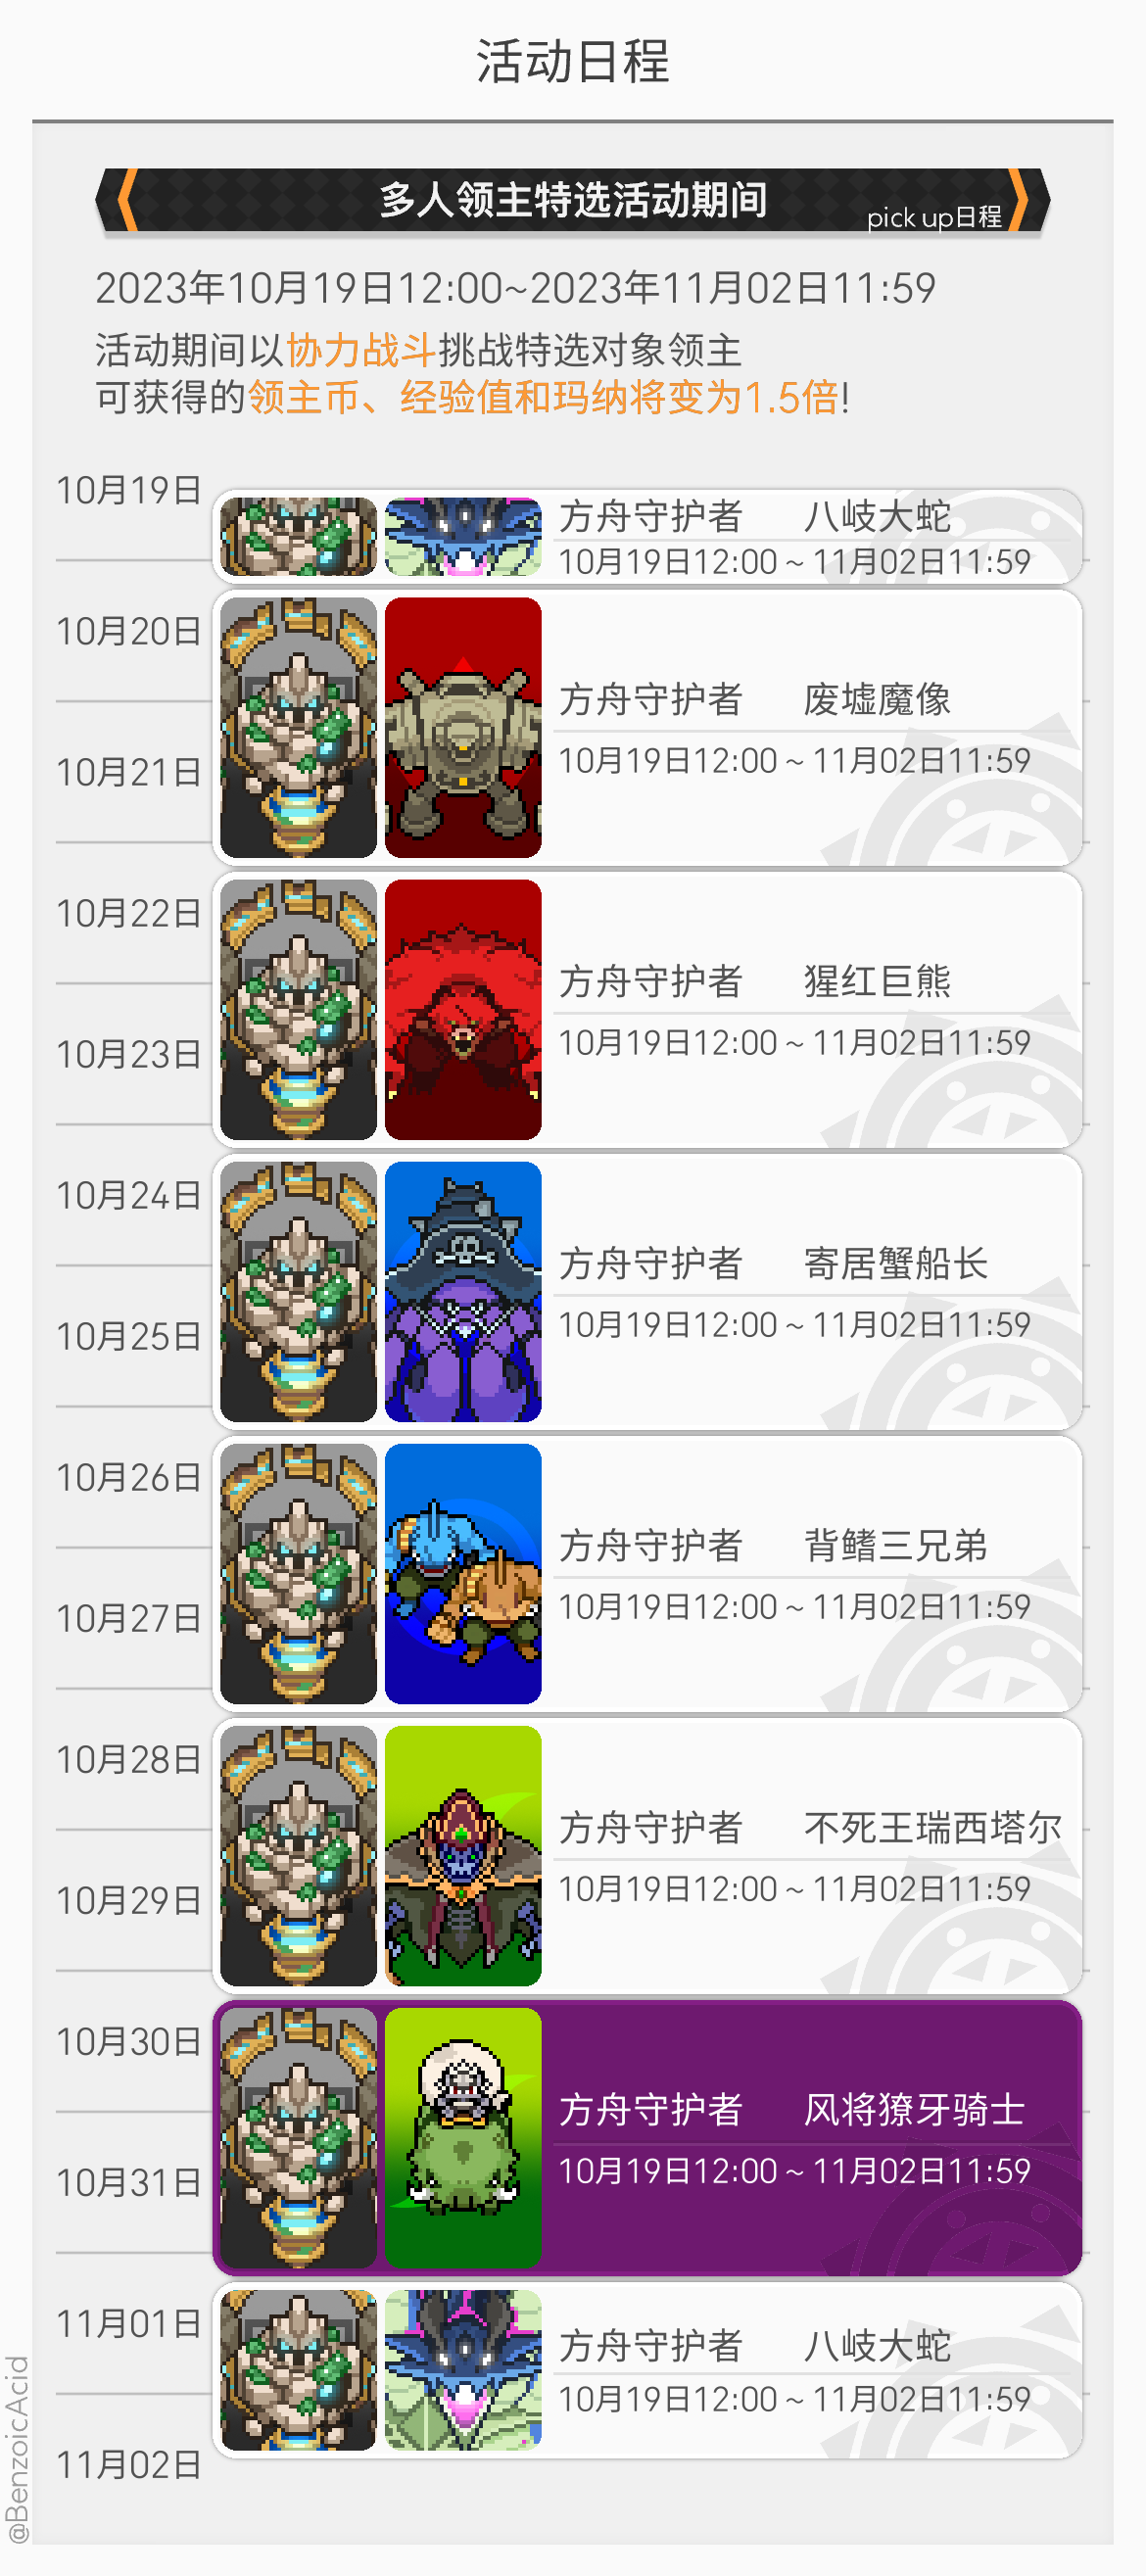 活动日程
多人领主特选活动期间
pick up日程
2023年10月19日12:00~2023年11月02日11:59
活动期间以协力战斗挑战特选对象领主
可获得的领主币、经验值和玛纳将变为1.5倍!
10月19日
方舟守护者 八岐大蛇
10月19日12:00 ~ 11月02日11:59
10月20日
方舟守护者 废墟魔像
10月21日
10月19日12:00 ~ 11月02日11:59
10月22日
方舟守护者 猩红巨熊
10月23日
10月19日12:00 ~ 11月02日11:59
10月24日
方舟守护者 寄居蟹船长
10月25日
10月19日12:00 ~ 11月02日11:59
10月26日
方舟守护者 背鳍三兄弟
10月27日
10月19日12:00 ~ 11月02日11:59
10月28日
方舟守护者 不死王瑞西塔尔
10月29日
10月19日12:00 ~ 11月02日11:59
10月30日
方舟守护者 风将獠牙骑士
10月31日
10月19日12:00 ~ 11月02日11:59
11月01日
方舟守护者 八岐大蛇
10月19日12:00 ~ 11月02日11:59
11月02日
@BenzoicAcid